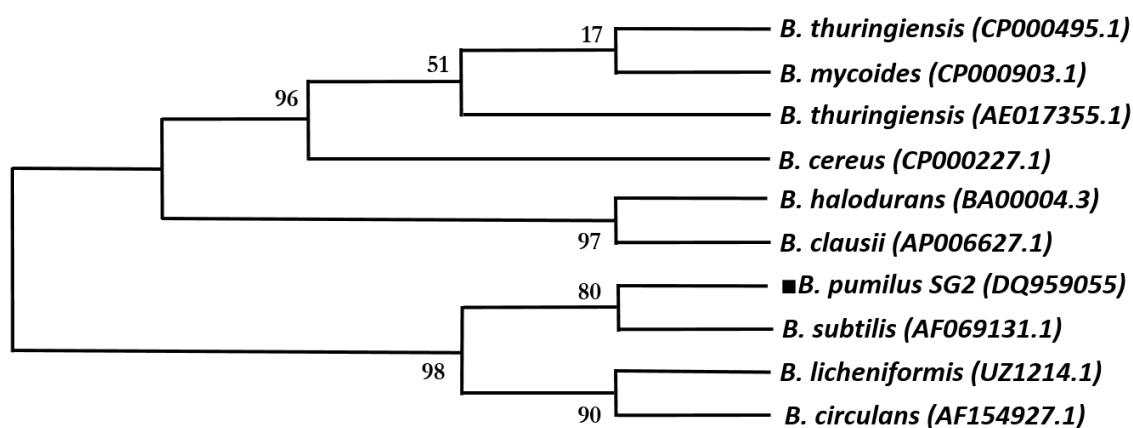 B. thuringiensis (CP000495.1)
17
B. mycoides (CP000903.1)
51
96
B. thuringiensis (AE017355.1)
B. cereus (CP000227.1)
B. halodurans (BA00004.3)
97
B. clausii (AP006627.1)
■B. pumilus SG2 (DQ959055)
80
B. subtilis (AF069131.1)
98
B. licheniformis (UZ1214.1)
90
B. circulans (AF154927.1)